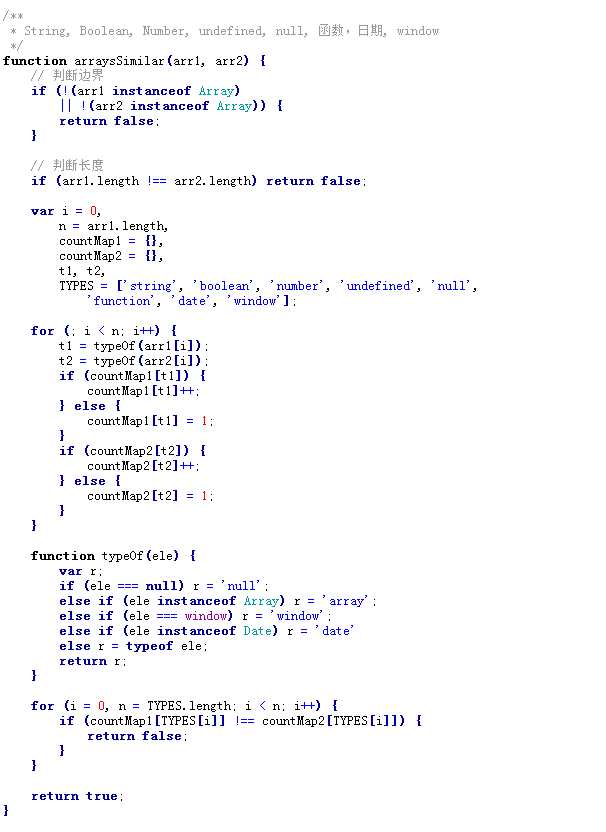 /**
 * String, Boolean, Number, undefined, null, 函数，日期, window
 */
function arraysSimilar(arr1, arr2) {
    // 判断边界
    if (!(arr1 instanceof Array)
        || !(arr2 instanceof Array)) {
        return false;
    }

    // 判断长度
    if (arr1.length !== arr2.length) return false;

    var i = 0,
        n = arr1.length,
        countMap1 = {},
        countMap2 = {},
        t1, t2,
        TYPES = ['string', 'boolean', 'number', 'undefined', 'null',
            'function', 'date', 'window'];

    for (; i < n; i++) {
        t1 = typeOf(arr1[i]);
        t2 = typeOf(arr2[i]);
        if (countMap1[t1]) {
            countMap1[t1]++;
        } else {
            countMap1[t1] = 1;
        }
        if (countMap2[t2]) {
            countMap2[t2]++;
        } else {
            countMap2[t2] = 1;
        }
    }

    function typeOf(ele) {
        var r;
        if (ele === null) r = 'null';
        else if (ele instanceof Array) r = 'array';
        else if (ele === window) r = 'window';
        else if (ele instanceof Date) r = 'date'
        else r = typeof ele;
        return r;
    }

    for (i = 0, n = TYPES.length; i < n; i++) {
        if (countMap1[TYPES[i]] !== countMap2[TYPES[i]]) {
            return false;
        }
    }

    return true;
}